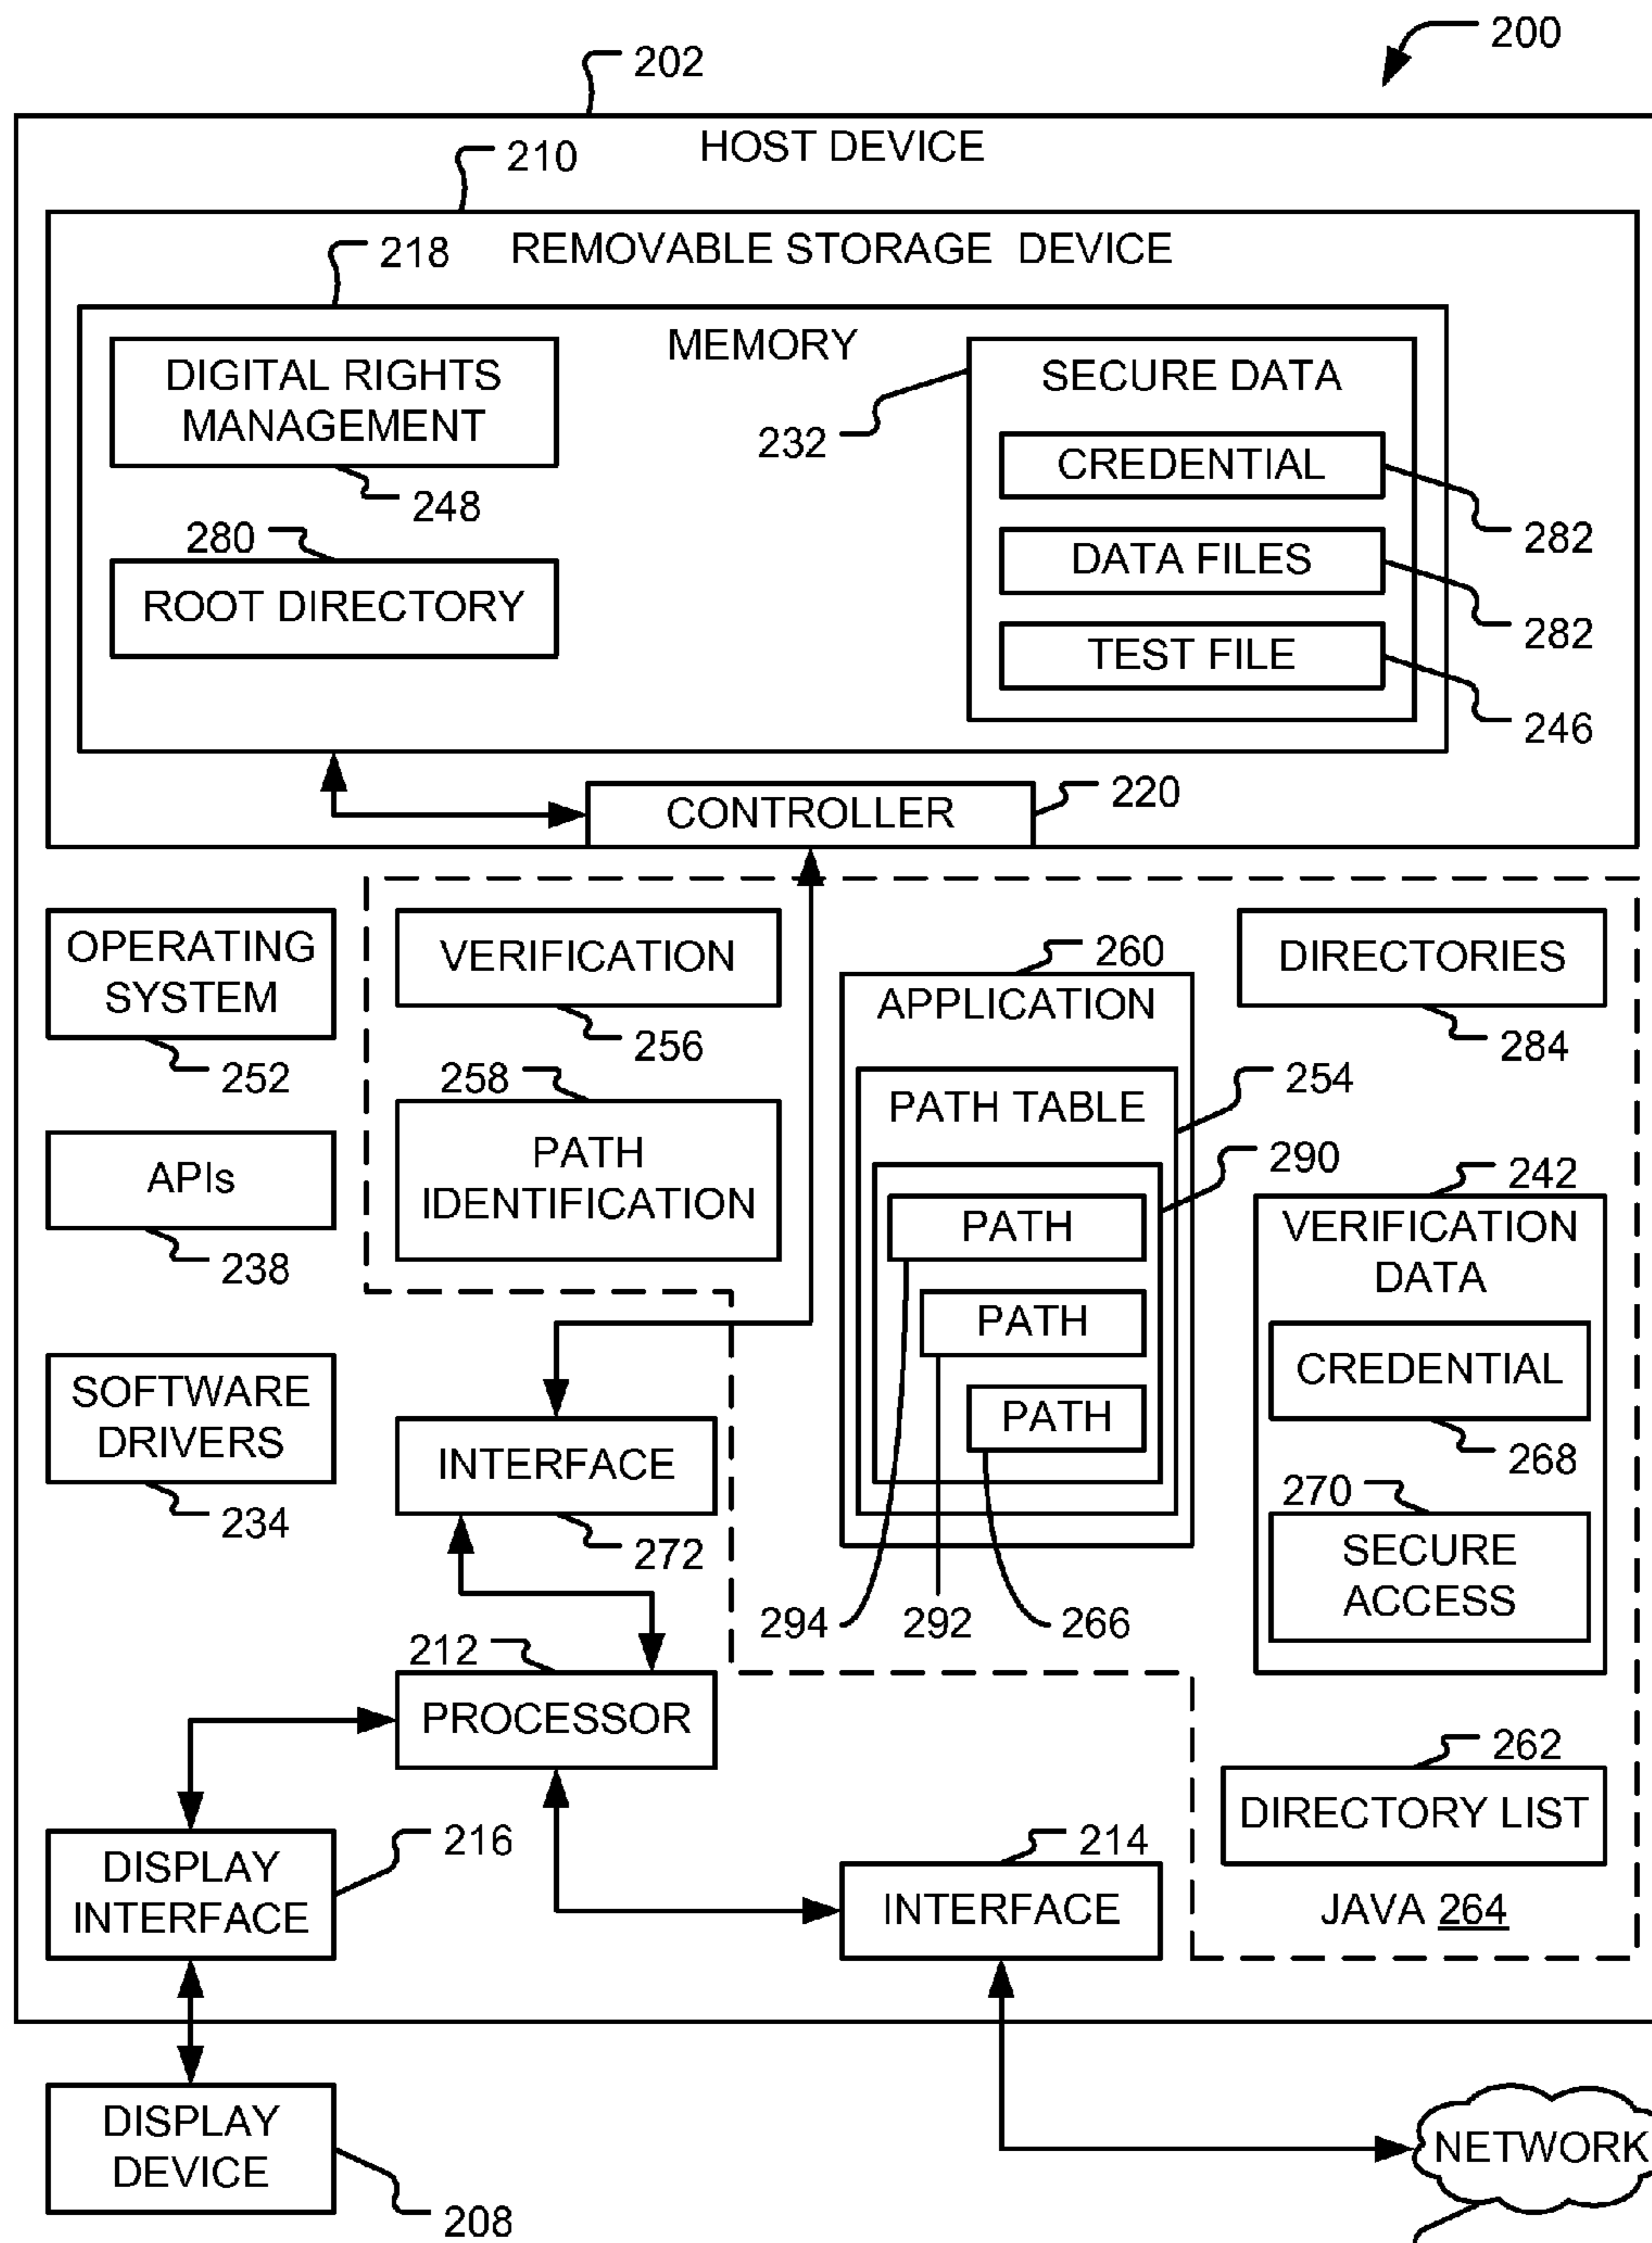 200
202
HOST DEVICE
210
REMOVABLE STORAGE DEVICE
218
MEMORY
DIGITAL RIGHTS
MANAGEMENT
248
280
ROOT DIRECTORY
SECURE DATA
232
CREDENTIAL
282
DATA FILES
282
TEST FILE
246
CONTROLLER
220
OPERATING
SYSTEM
252
VERIFICATION
256
260
APPLICATION
DIRECTORIES
284
258
PATH
IDENTIFICATION
PATH TABLE
254
290
PATH
PATH
PATH
294
292
266
APIs
238
242
VERIFICATION
DATA
CREDENTIAL
268
270
SECURE
ACCESS
SOFTWARE
DRIVERS
234
INTERFACE
272
212
PROCESSOR
262
DIRECTORY LIST
JAVA 264
DISPLAY
INTERFACE
216
214
INTERFACE
DISPLAY
DEVICE
208
NETWORK